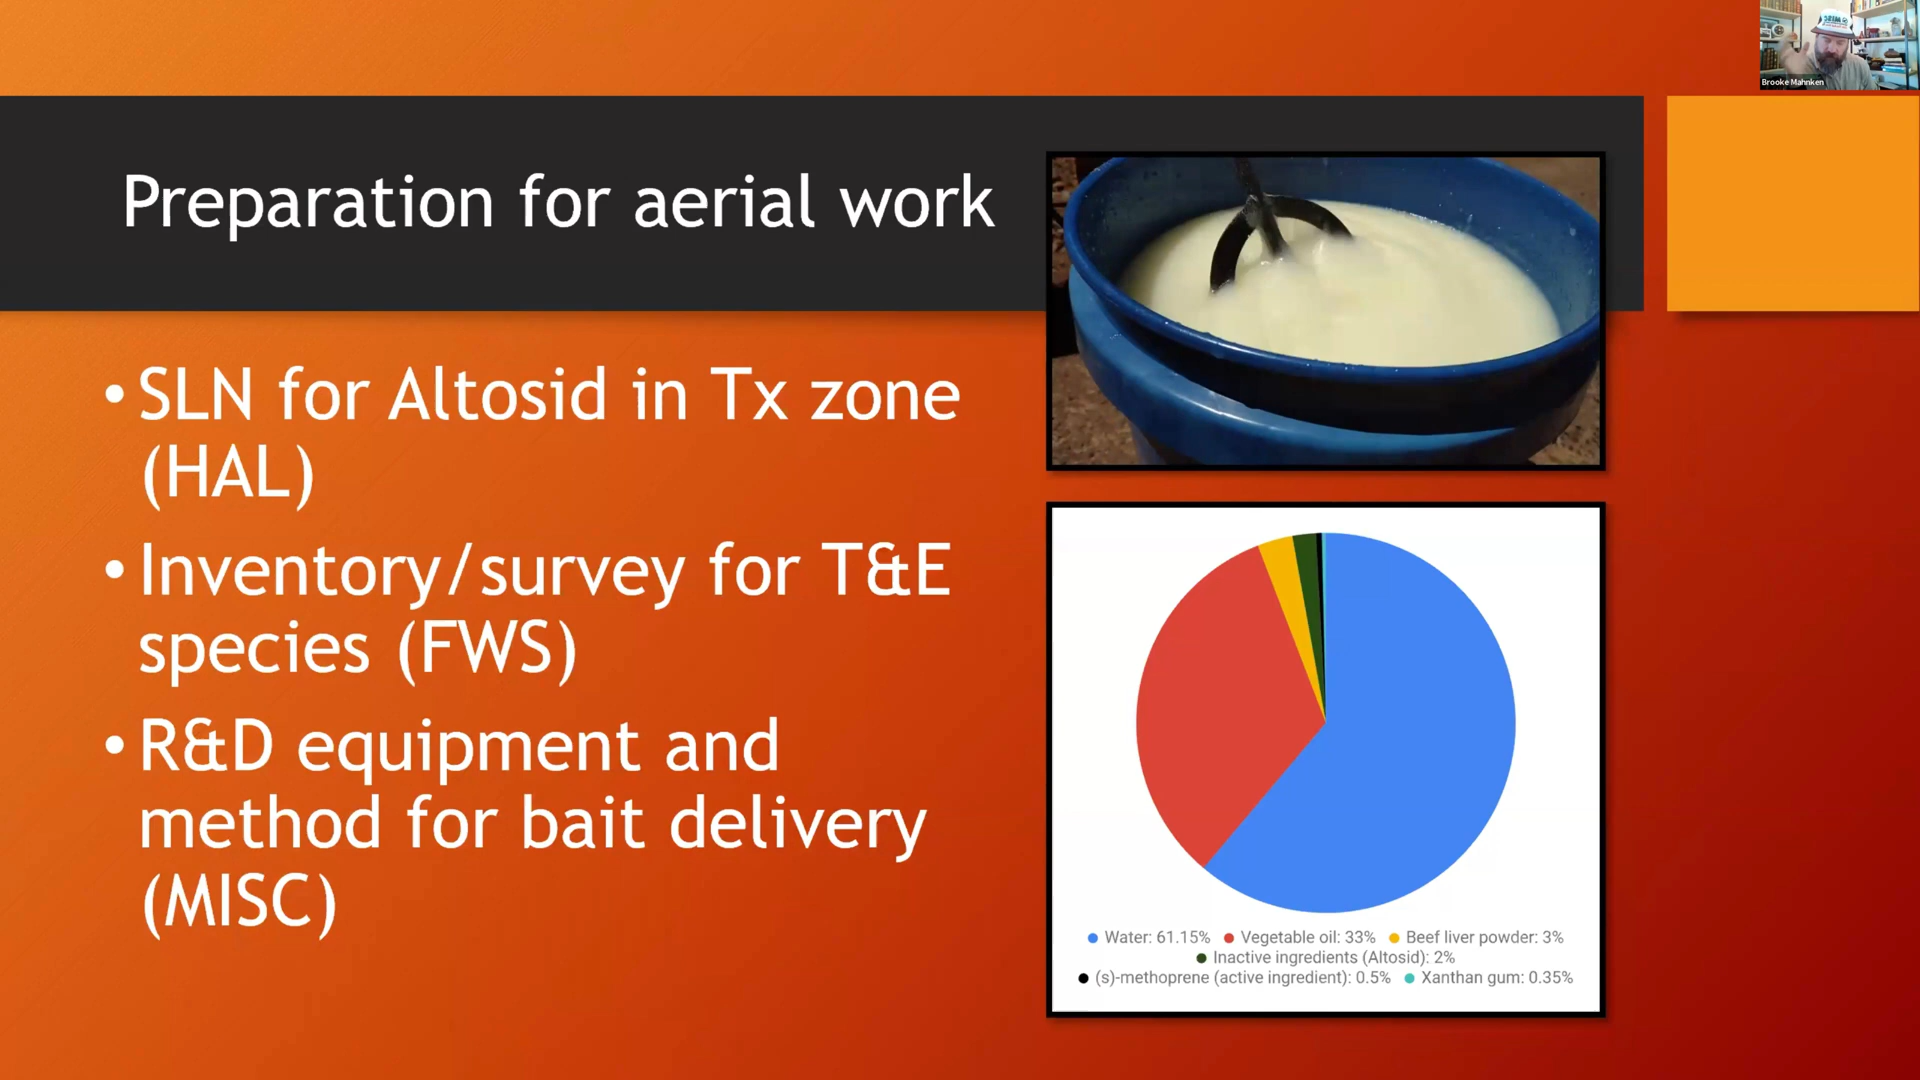 Brooke Mahnken
Preparation for aerial work
• SLN for Altosid in Tx zone
(HAL)
• Inventory/survey for T&E
species (FWS)
• R&D equipment and
method for bait delivery
(MISC)
Water: 61.15% Vegetable oil: 33% Beef liver powder: 3%
Inactive ingredients (Altosid): 2%
(s)-methoprene (active ingredient): 0.5% Xanthan gum: 0.35%